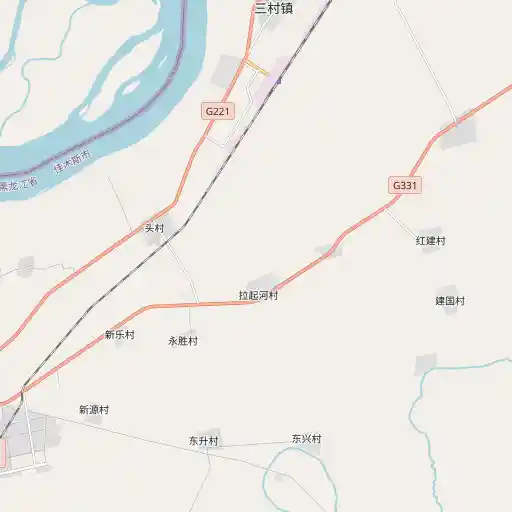 三村镇
G221
佳木斯市
黑龙江省
G331
头村
红建村
拉起河村
建国村
新乐村
永胜村
新源村
东升村
东兴村